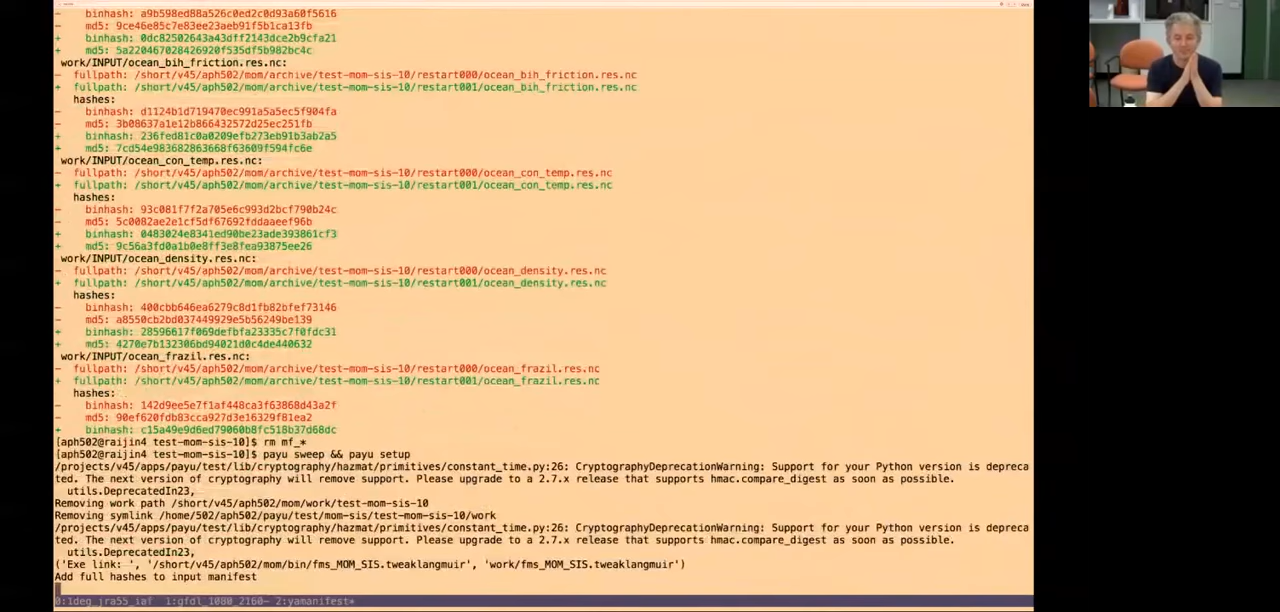 -    binhash: a9b598ed88a526c0ed2c0d93a60f5616
-    md5: 9ce46e85c7e83ee23aeb91f5b1ca13fb
+    binhash: 0dc82502643a43dff2143dce2b9cfa21
+    md5: 5a220467028426920f535df5b982bc4c
work/INPUT/ocean_bih_friction.res.nc:
-  fullpath: /short/v45/aph502/mom/archive/test-mom-sis-10/restart000/ocean_bih_friction.res.nc
+  fullpath: /short/v45/aph502/mom/archive/test-mom-sis-10/restart001/ocean_bih_friction.res.nc
hashes:
-    binhash: d1124b1d719470ec991a5a5ec5f904fa
-    md5: 3b08637a1e12b866432572d25ec251fb
+    binhash: 236fed81c0a0209efb273eb91b3ab2a5
+    md5: 7cd54e983682863668f63609f594fc6e
work/INPUT/ocean_con_temp.res.nc:
-  fullpath: /short/v45/aph502/mom/archive/test-mom-sis-10/restart000/ocean_con_temp.res.nc
+  fullpath: /short/v45/aph502/mom/archive/test-mom-sis-10/restart001/ocean_con_temp.res.nc
hashes:
-    binhash: 93c081f7f2a705e6c993d2bcf790b24c
-    md5: 5c0082ae2e1cf5df67692fddaaeef96b
+    binhash: 0483024e8341ed90be23ade393861cf3
+    md5: 9c56a3fd0a1b0e8ff3e8fea93875ee26
work/INPUT/ocean_density.res.nc:
-  fullpath: /short/v45/aph502/mom/archive/test-mom-sis-10/restart000/ocean_density.res.nc
+  fullpath: /short/v45/aph502/mom/archive/test-mom-sis-10/restart001/ocean_density.res.nc
hashes:
-    binhash: 400cbb646ea6279c8d1fb82bfef73146
-    md5: a8550cb2bd037449929e5b56249be139
+    binhash: 28596617f069defbfa23335c7f0fdc31
+    md5: 4270e7b132306bd94021d0c4de440632
work/INPUT/ocean_frazil.res.nc:
-  fullpath: /short/v45/aph502/mom/archive/test-mom-sis-10/restart000/ocean_frazil.res.nc
+  fullpath: /short/v45/aph502/mom/archive/test-mom-sis-10/restart001/ocean_frazil.res.nc
hashes:
-    binhash: 142d9ee5e7f1af448ca3f63868d43a2f
-    md5: 90ef620fdb83cca927d3e16329f81ea2
+    binhash: c15a49e9d6ed79060b8fc518b37d68dc
[aph502@raijin4 test-mom-sis-10]$ rm mf_*
[aph502@raijin4 test-mom-sis-10]$ payu sweep && payu setup
/projects/v45/apps/payu/test/lib/cryptography/hazmat/primitives/constant_time.py:26: CryptographyDeprecationWarning: Support for your Python version is depreca
ted. The next version of cryptography will remove support. Please upgrade to a 2.7.x release that supports hmac.compare_digest as soon as possible.
utils.DeprecatedIn23,
Removing work path /short/v45/aph502/mom/work/test-mom-sis-10
Removing symlink /home/502/aph502/payu/test/mom-sis/test-mom-sis-10/work
/projects/v45/apps/payu/test/lib/cryptography/hazmat/primitives/constant_time.py:26: CryptographyDeprecationWarning: Support for your Python version is depreca
ted. The next version of cryptography will remove support. Please upgrade to a 2.7.x release that supports hmac.compare_digest as soon as possible.
utils.DeprecatedIn23,
('Exe link: ', '/short/v45/aph502/mom/bin/fms_MOM_SIS.tweaklangmuir', 'work/fms_MOM_SIS.tweaklangmuir')
Add full hashes to input manifest
0:1deg_jra55_iaf  1:gfdl_1080_2160- 2:yamanifest*